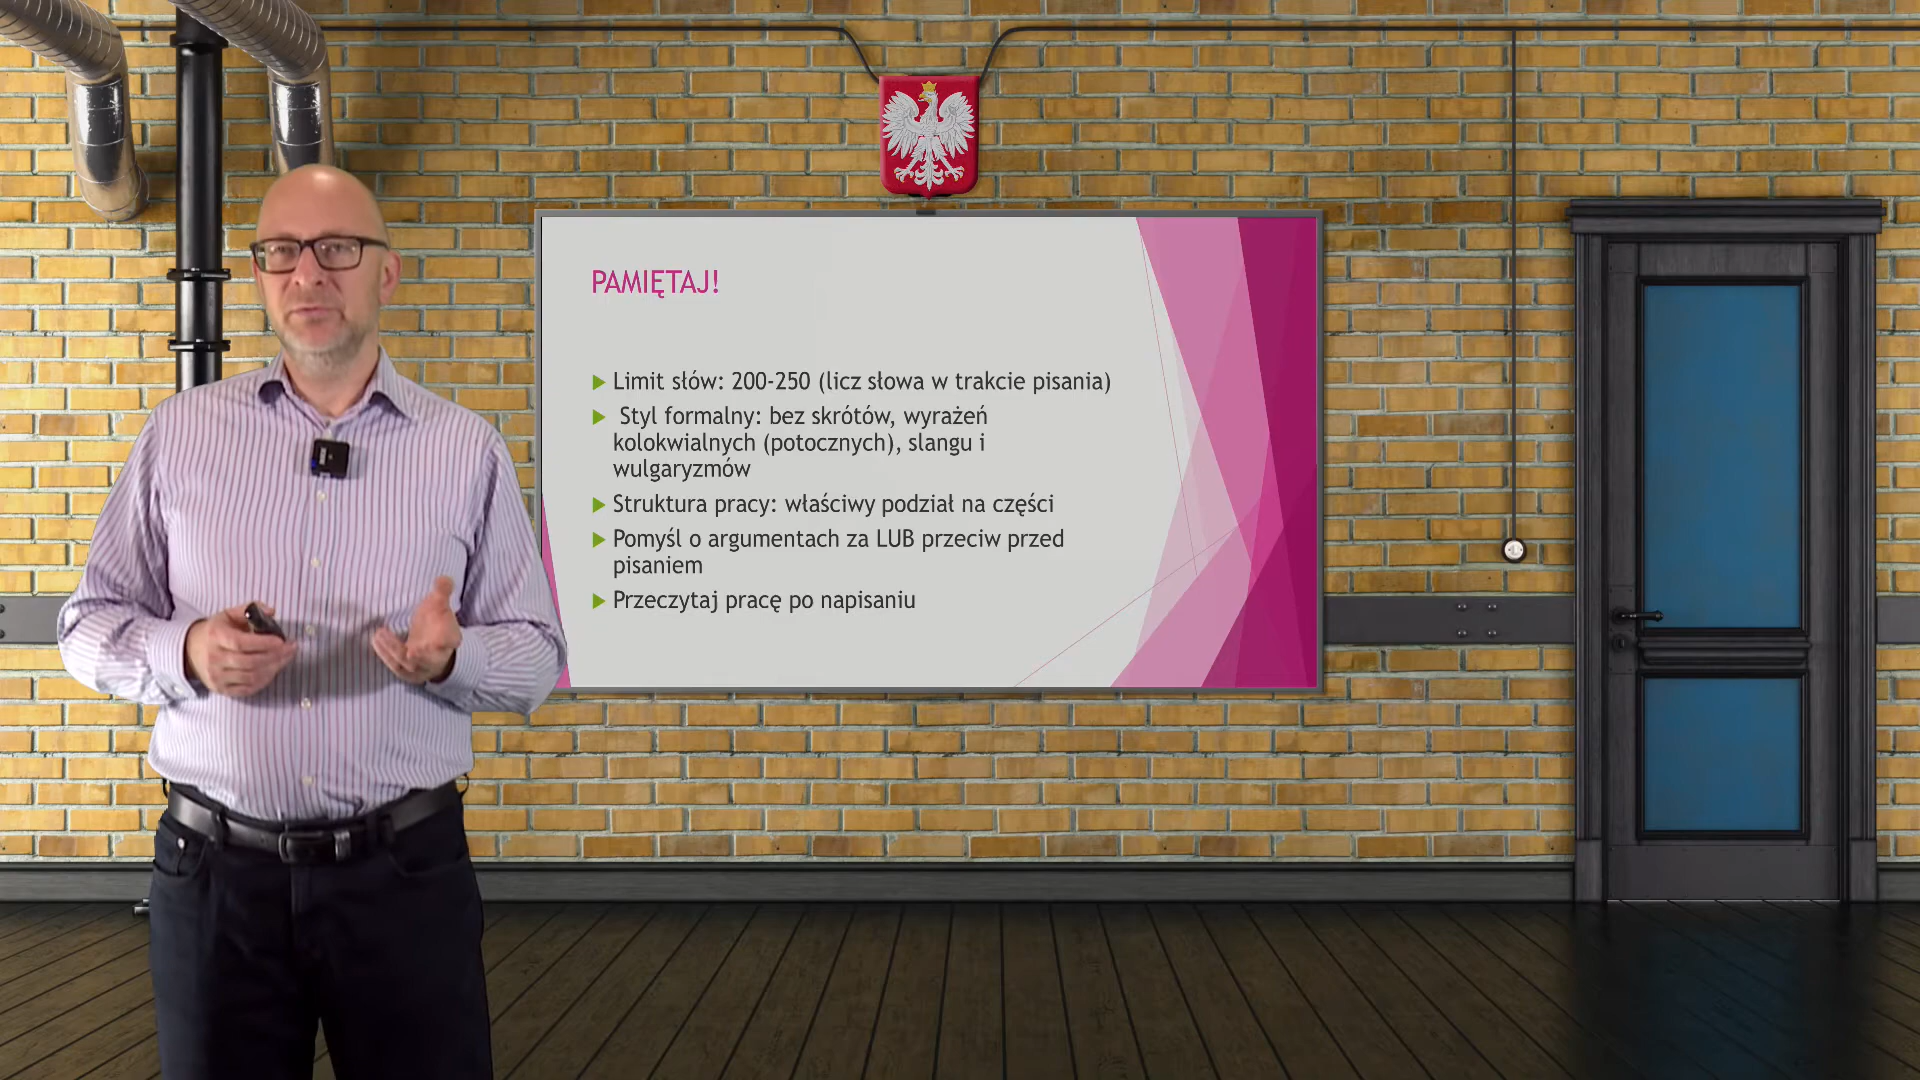 PAMIĘTAJ!
Limit słów: 200-250 (licz słowa w trakcie pisania)
Styl formalny: bez skrótów, wyrażeń
kolokwialnych (potocznych), slangu i
wulgaryzmów
Struktura pracy: właściwy podział na części
Pomyśl o argumentach za LUB przeciw przed
pisaniem
Przeczytaj pracę po napisaniu